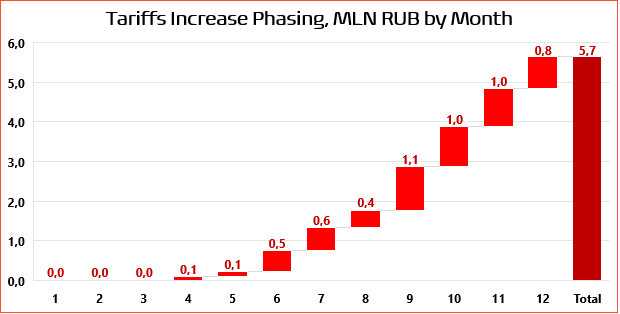 Tariffs Increase Phasing, MLN RUB by Month
6,0
5,0
4,0
3,0
2,0
1,0
0,0
0,0 0,0 0,0 0,1 0,1 0,5 0,6 0,4 1,1 1,0 1,0 0,8 5,7
1 2 3 4 5 6 7 8 9 10 11 12 Total